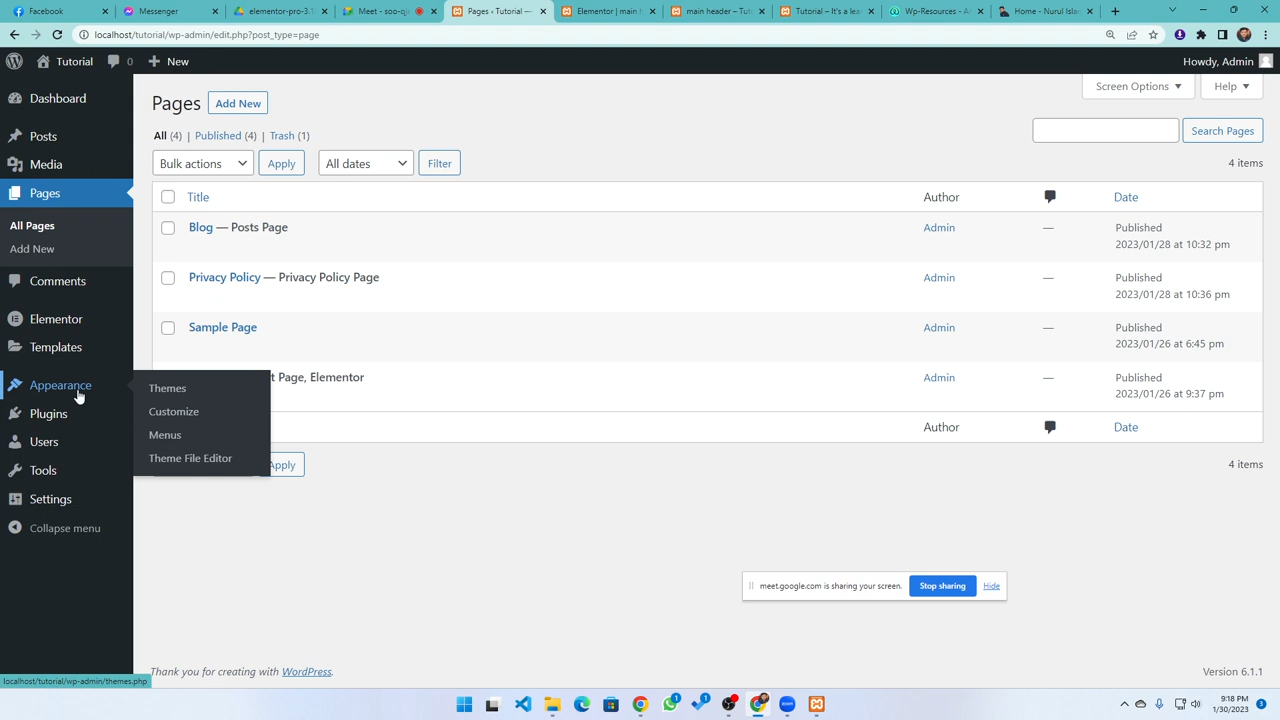 Facebook
Messenger
elementor-pro-3.1
Meet - soo-qj
Pages ‹ Tutorial —
Elementor | main h
main header – Tut
Tutorial – It's a lea
Wp-Resources - A
Home - Nurul Isla
localhost/tutorial/wp-admin/edit.php?post_type=page
Tutorial
0
New
Howdy, Admin
Dashboard
Posts
Media
Pages
All Pages
Add New
Comments
Elementor
Templates
Appearance
Plugins
Users
Tools
Settings
Collapse menu
Themes
Customize
Menus
Theme File Editor
Pages
Add New
Screen Options ▼
Help ▼
All (4) | Published (4) | Trash (1)
Search Pages
Bulk actions
Apply
All dates
Filter
4 items
Title
Author
Date
Blog — Posts Page
Admin
—
Published
2023/01/28 at 10:32 pm
Privacy Policy — Privacy Policy Page
Admin
—
Published
2023/01/28 at 10:36 pm
Sample Page
Admin
—
Published
2023/01/26 at 6:45 pm
t Page, Elementor
Admin
—
Published
2023/01/26 at 9:37 pm
Author
Date
Apply
4 items
meet.google.com is sharing your screen.
Stop sharing
Hide
Thank you for creating with WordPress.
Version 6.1.1
localhost/tutorial/wp-admin/themes.php
1
1
zoom
9:18 PM
1/30/2023
3